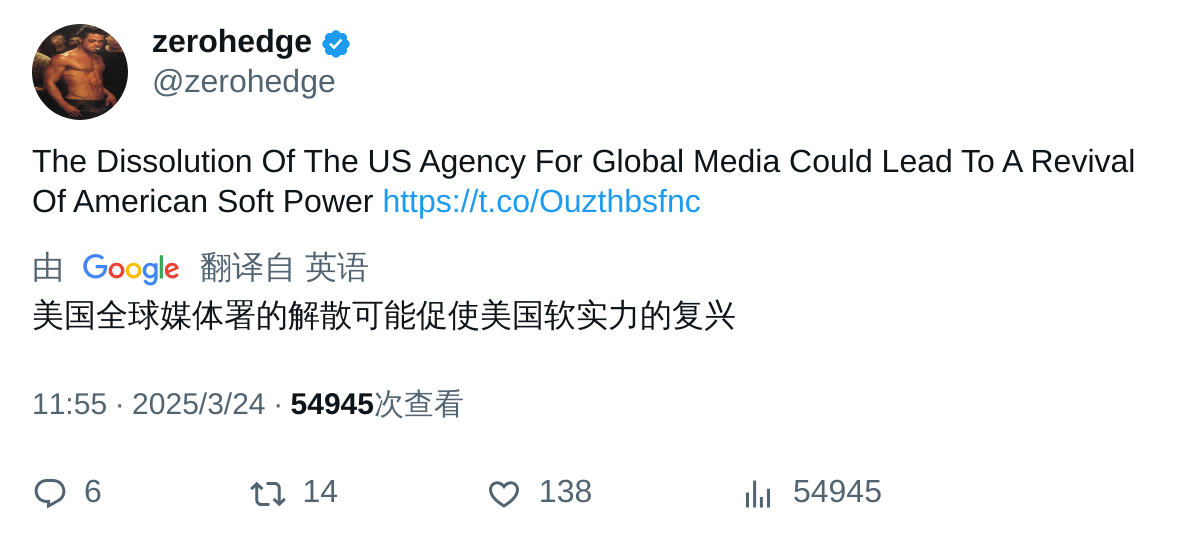 zerohedge
@zerohedge
The Dissolution Of The US Agency For Global Media Could Lead To A Revival
Of American Soft Power https://t.co/Ouzthbsfnc
由 Google 翻译自 英语
美国全球媒体署的解散可能促使美国软实力的复兴
11:55 · 2025/3/24 · 54945次查看
6 14 138 54945